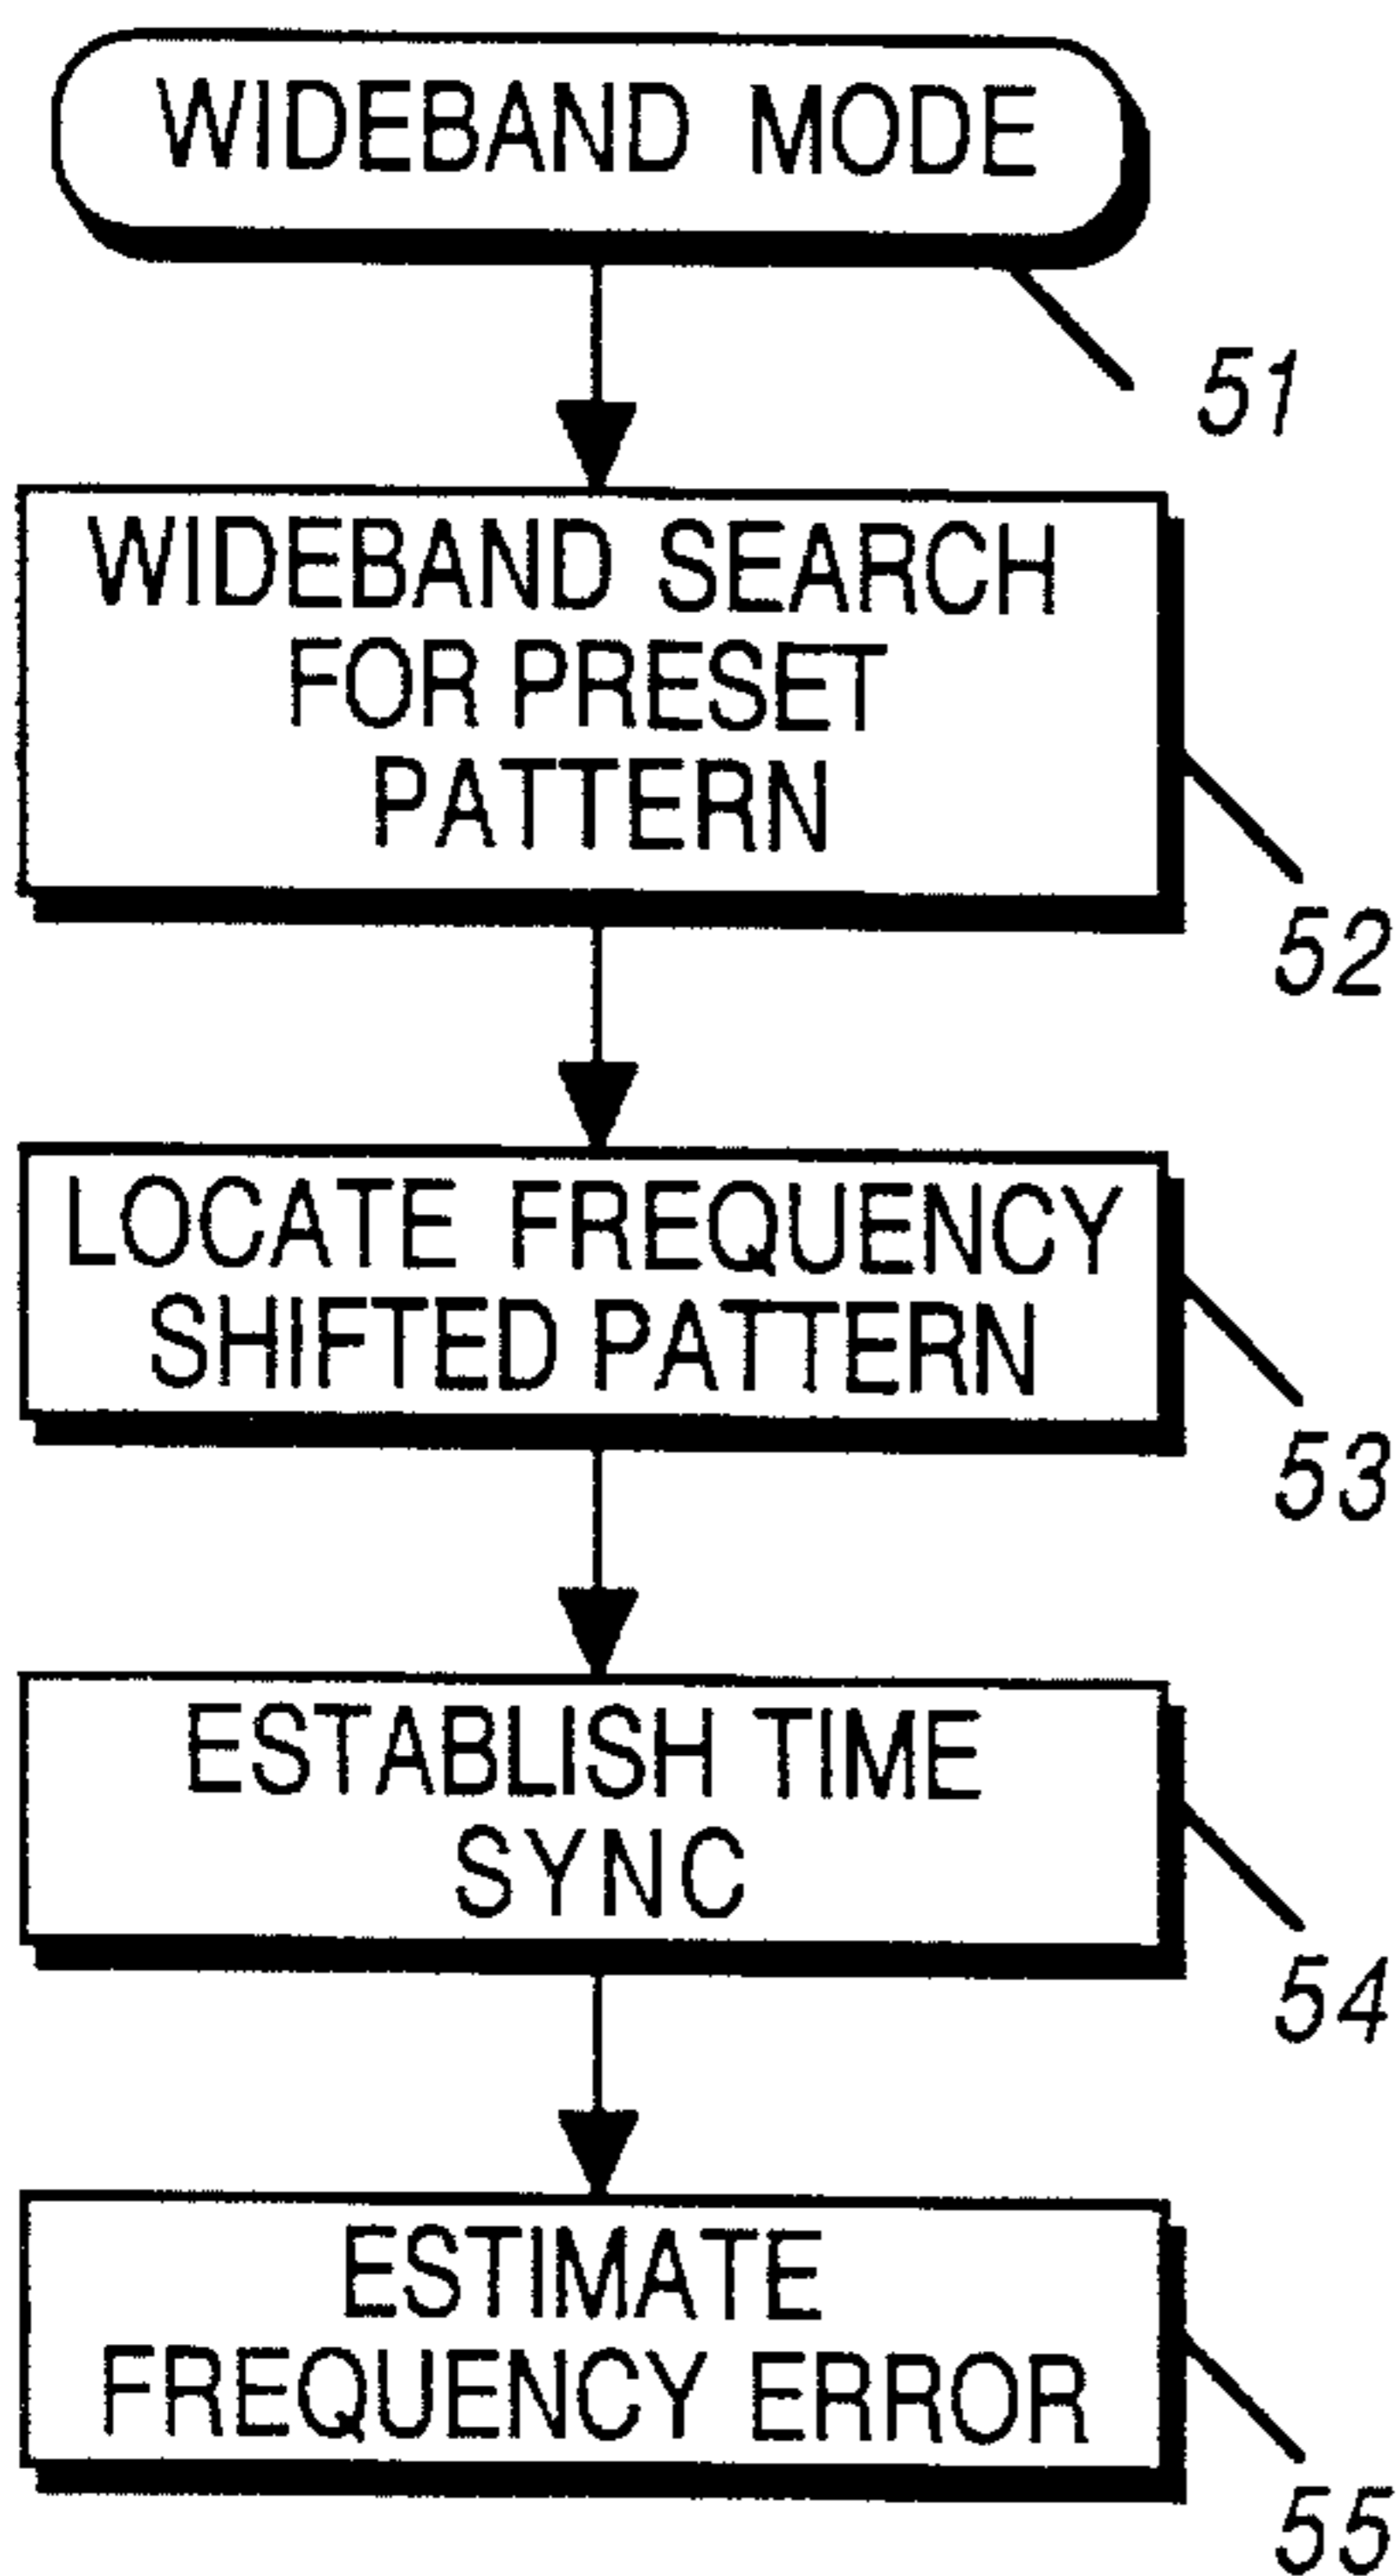 WIDEBAND MODE
51
WIDEBAND SEARCH
FOR PRESET
PATTERN
52
LOCATE FREQUENCY
SHIFTED PATTERN
53
ESTABLISH TIME
SYNC
54
ESTIMATE
FREQUENCY ERROR
55